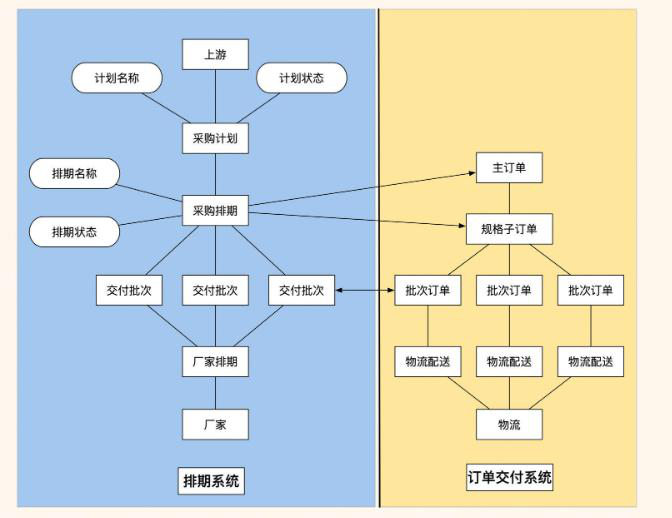 上游
计划名称
计划状态
采购计划
排期名称
采购排期
排期状态
交付批次
交付批次
交付批次
厂家排期
厂家
排期系统
主订单
规格子订单
批次订单
批次订单
批次订单
物流配送
物流配送
物流配送
物流
订单交付系统